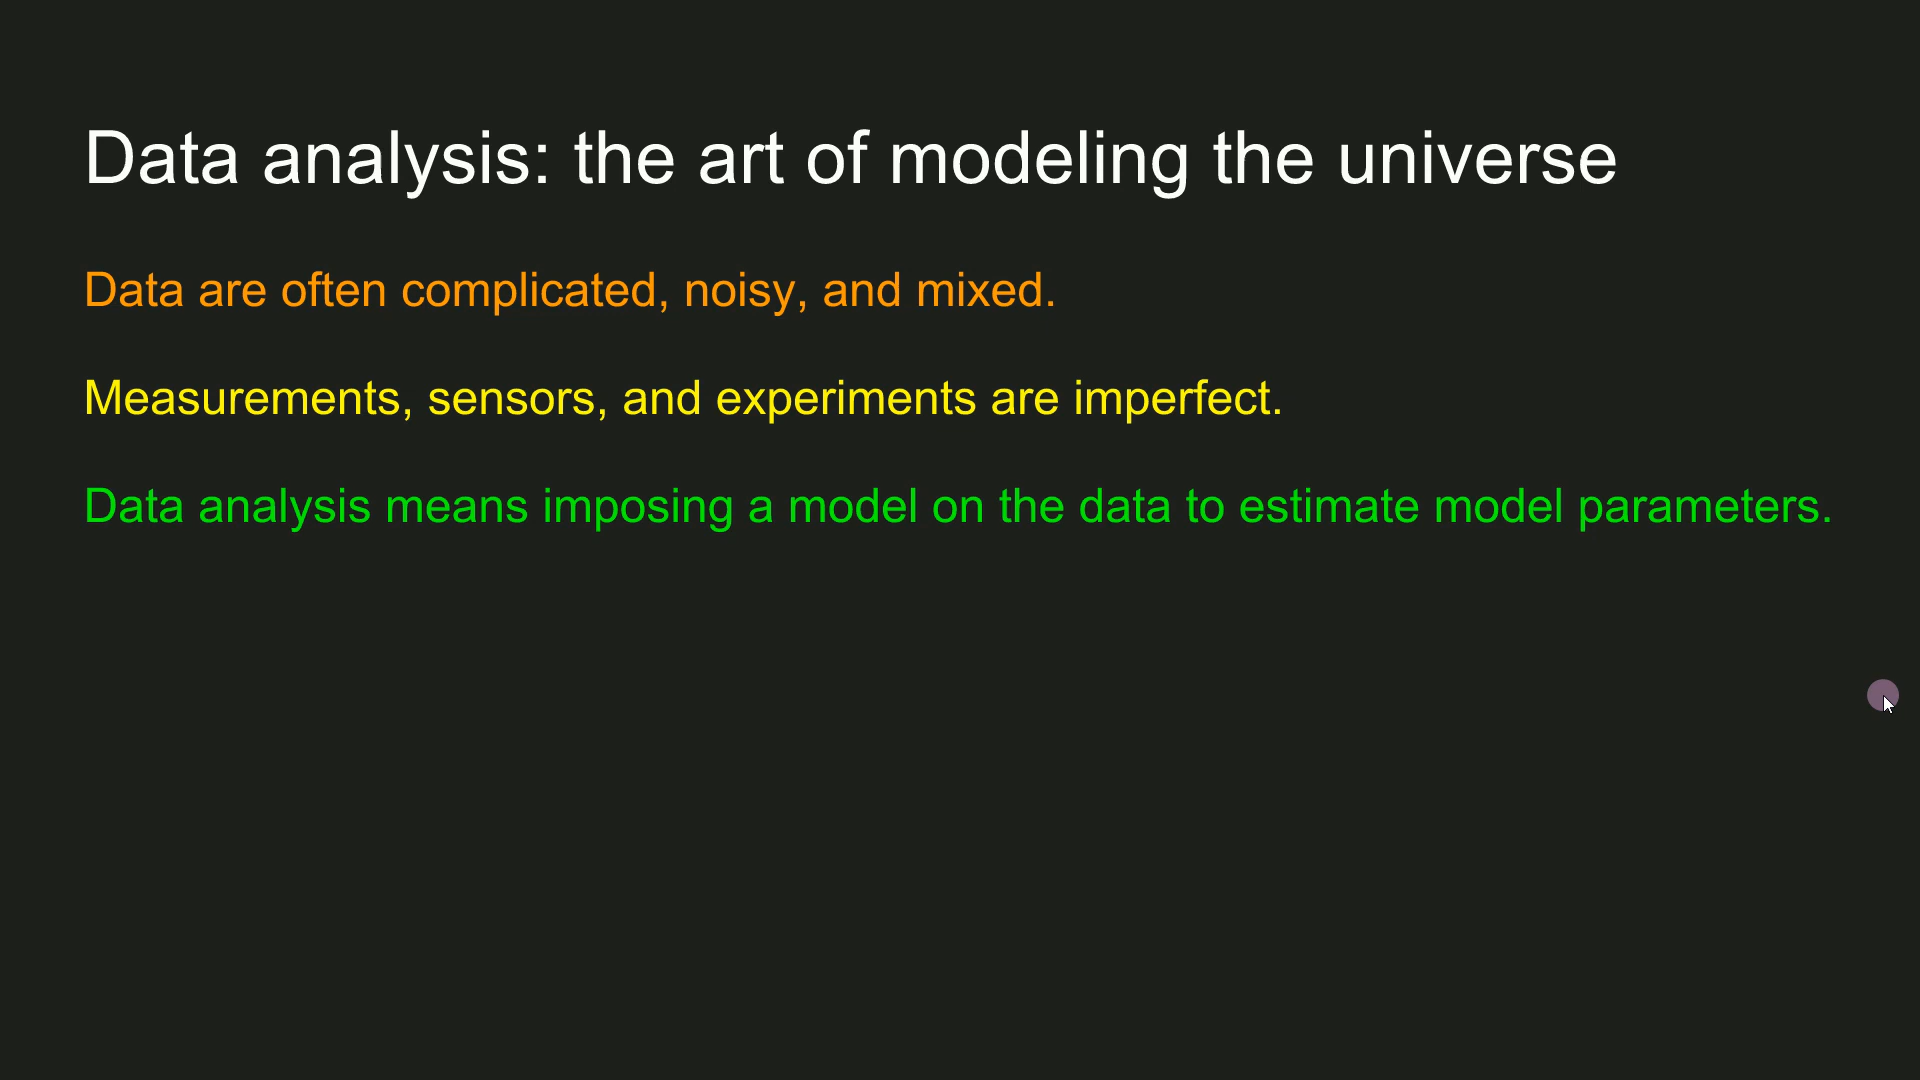 Data analysis: the art of modeling the universe
Data are often complicated, noisy, and mixed.
Measurements, sensors, and experiments are imperfect.
Data analysis means imposing a model on the data to estimate model parameters.